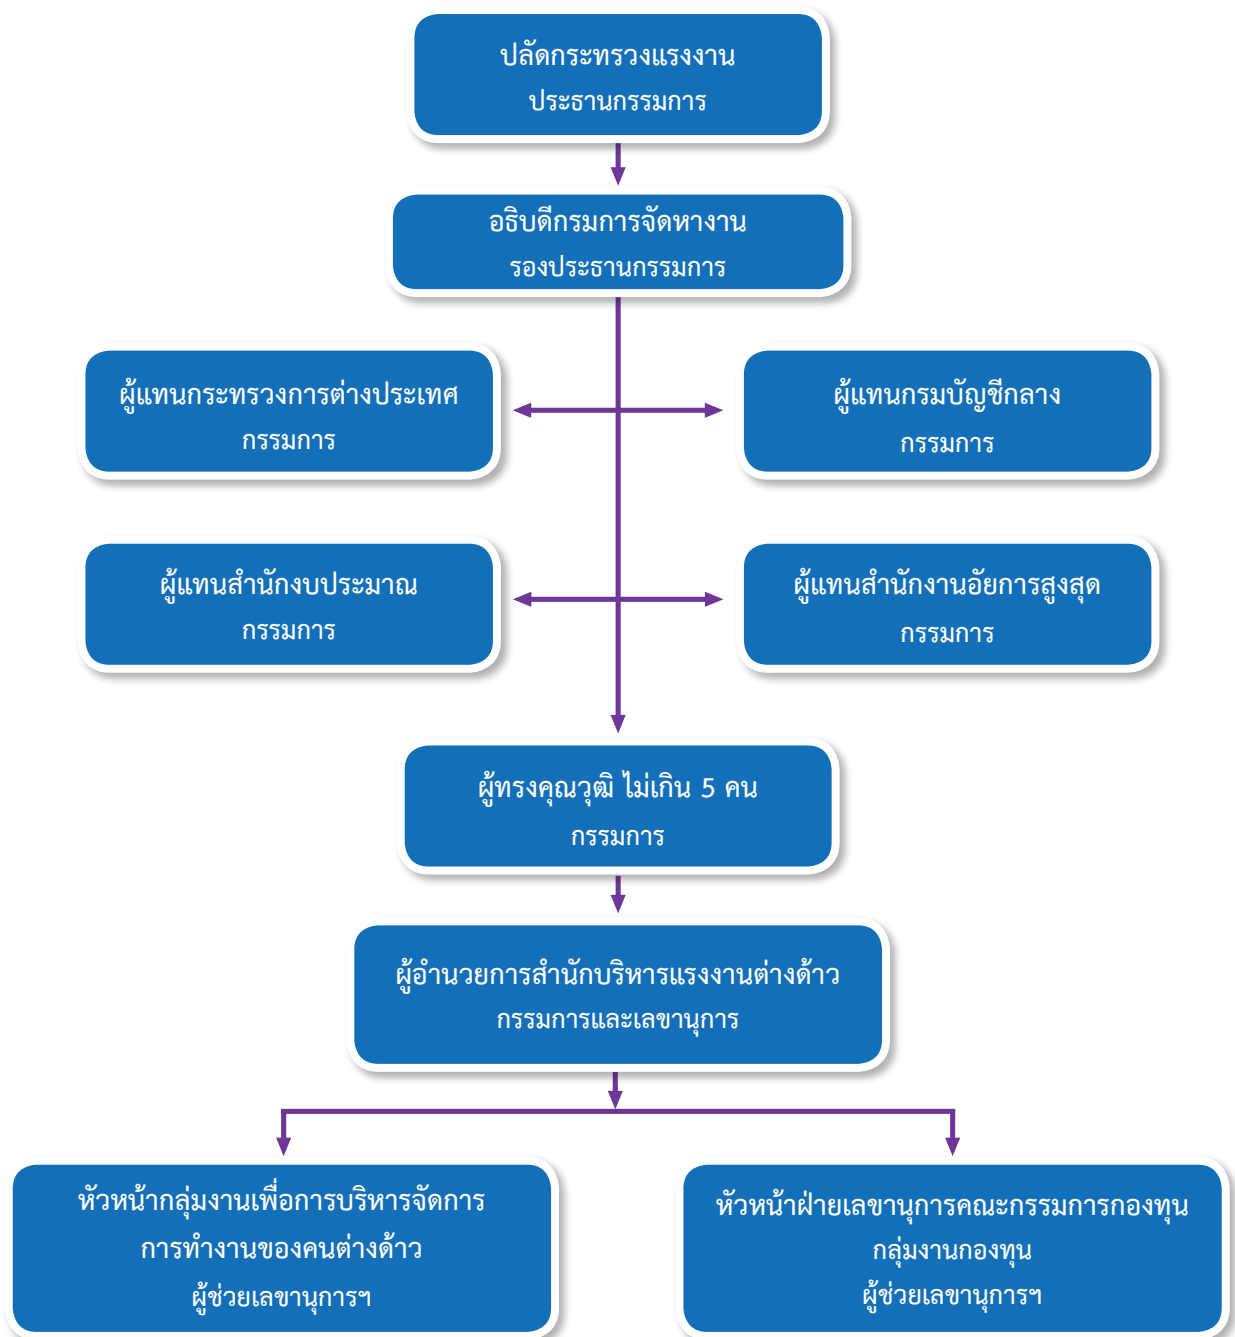 ปลัดกระทรวงแรงงาน
ประธานกรรมการ
อธิบดีกรมการจัดหางาน
รองประธานกรรมการ
ผู้แทนกระทรวงการต่างประเทศ
กรรมการ
ผู้แทนกรมบัญชีกลาง
กรรมการ
ผู้แทนสำนักงบประมาณ
กรรมการ
ผู้แทนสำนักงานอัยการสูงสุด
กรรมการ
ผู้ทรงคุณวุฒิ ไม่เกิน 5 คน
กรรมการ
ผู้อำนวยการสำนักบริหารแรงงานต่างด้าว
กรรมการและเลขานุการ
หัวหน้ากลุ่มงานเพื่อการบริหารจัดการ
การทำงานของคนต่างด้าว
ผู้ช่วยเลขานุการฯ
หัวหน้าฝ่ายเลขานุการคณะกรรมการกองทุน
กลุ่มงานกองทุน
ผู้ช่วยเลขานุการฯ